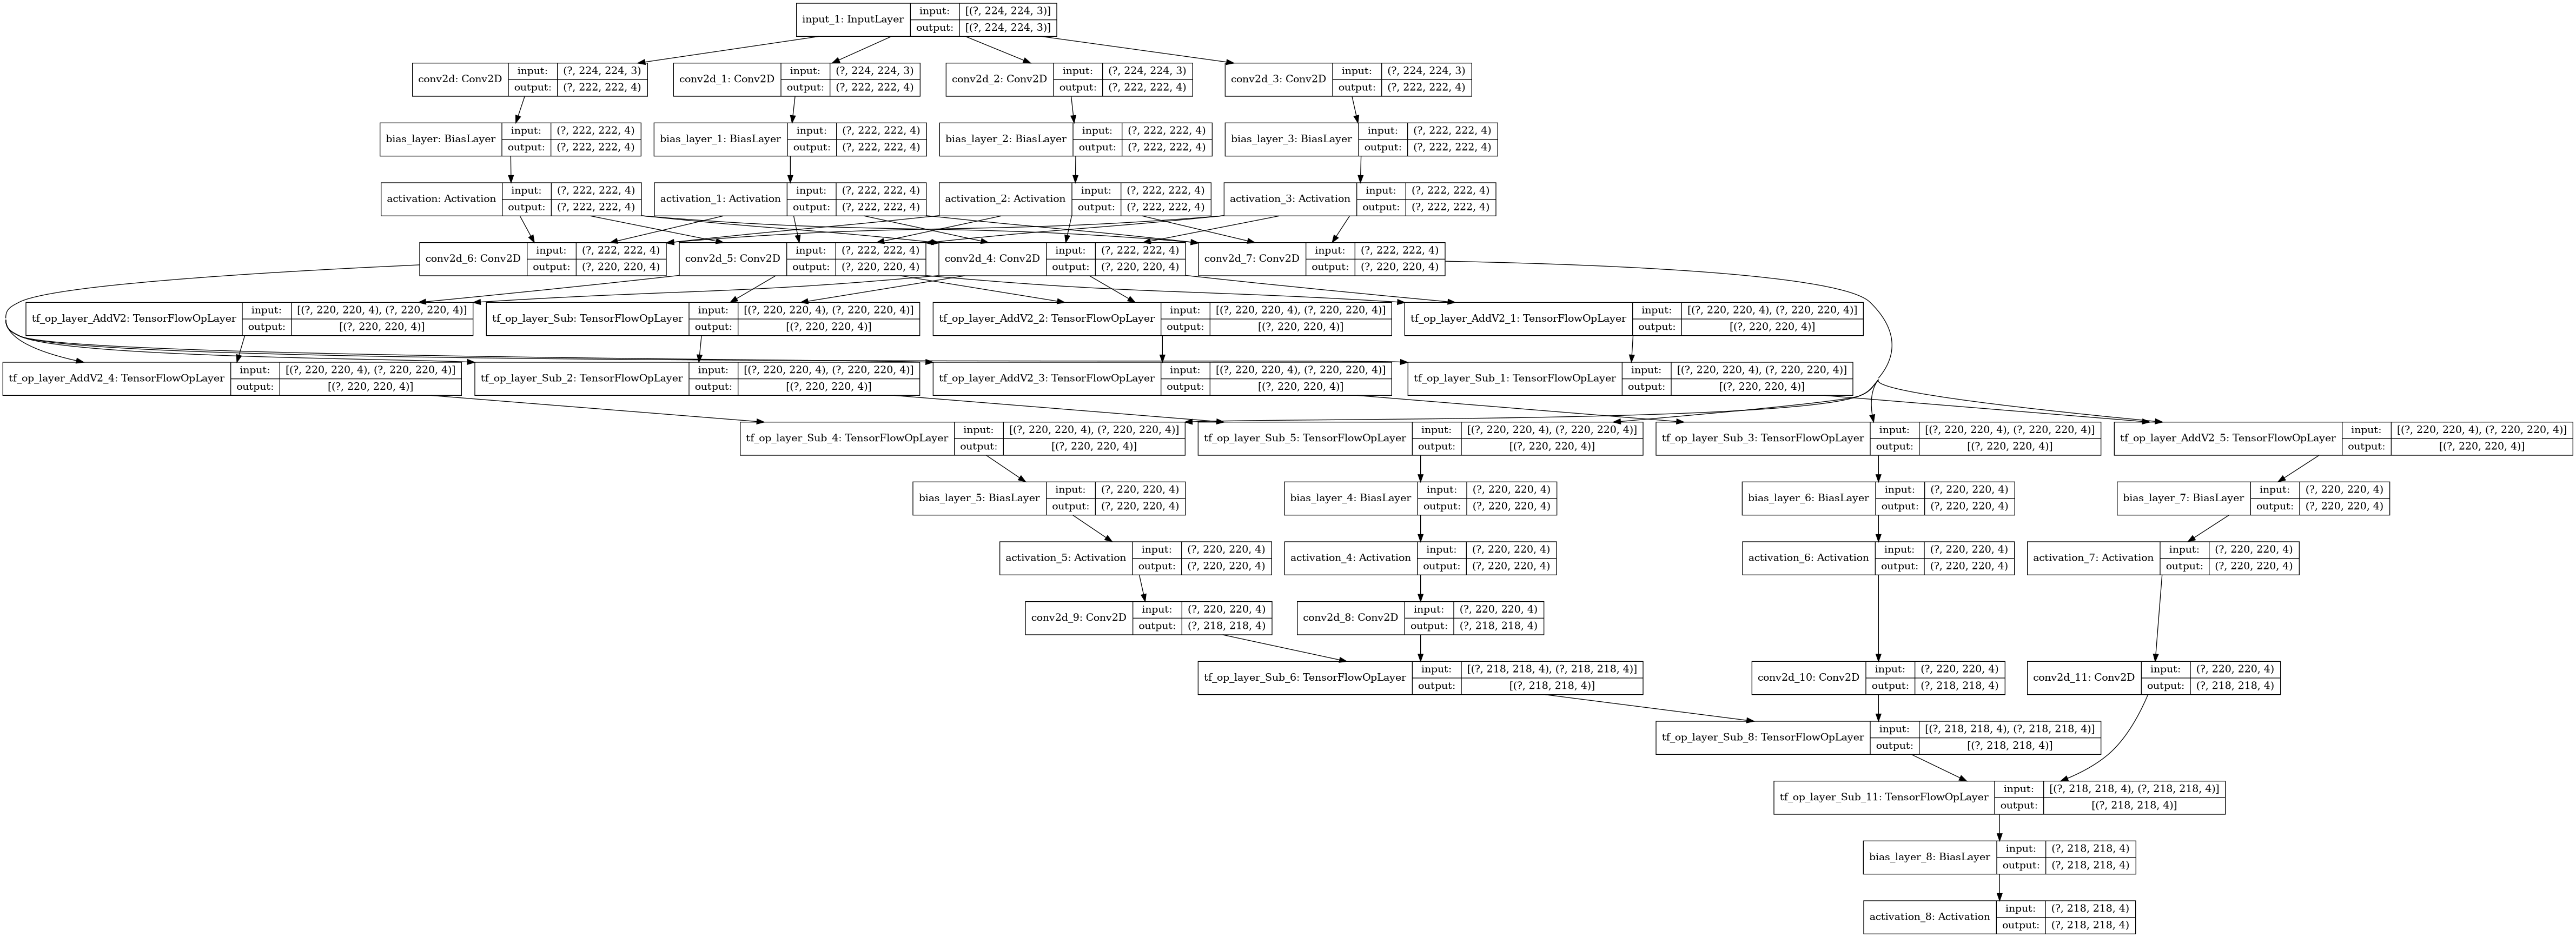 input_1: InputLayer input: [(?, 224, 224, 3)]
output: [(?, 224, 224, 3)]
conv2d: Conv2D input: (?, 224, 224, 3)
output: (?, 222, 222, 4)
conv2d_1: Conv2D input: (?, 224, 224, 3)
output: (?, 222, 222, 4)
conv2d_2: Conv2D input: (?, 224, 224, 3)
output: (?, 222, 222, 4)
conv2d_3: Conv2D input: (?, 224, 224, 3)
output: (?, 222, 222, 4)
bias_layer: BiasLayer input: (?, 222, 222, 4)
output: (?, 222, 222, 4)
bias_layer_1: BiasLayer input: (?, 222, 222, 4)
output: (?, 222, 222, 4)
bias_layer_2: BiasLayer input: (?, 222, 222, 4)
output: (?, 222, 222, 4)
bias_layer_3: BiasLayer input: (?, 222, 222, 4)
output: (?, 222, 222, 4)
activation: Activation input: (?, 222, 222, 4)
output: (?, 222, 222, 4)
activation_1: Activation input: (?, 222, 222, 4)
output: (?, 222, 222, 4)
activation_2: Activation input: (?, 222, 222, 4)
output: (?, 222, 222, 4)
activation_3: Activation input: (?, 222, 222, 4)
output: (?, 222, 222, 4)
conv2d_6: Conv2D input: (?, 222, 222, 4)
output: (?, 220, 220, 4)
conv2d_5: Conv2D input: (?, 222, 222, 4)
output: (?, 220, 220, 4)
conv2d_4: Conv2D input: (?, 222, 222, 4)
output: (?, 220, 220, 4)
conv2d_7: Conv2D input: (?, 222, 222, 4)
output: (?, 220, 220, 4)
tf_op_layer_AddV2: TensorFlowOpLayer input: [(?, 220, 220, 4), (?, 220, 220, 4)]
output: [(?, 220, 220, 4)]
tf_op_layer_Sub: TensorFlowOpLayer input: [(?, 220, 220, 4), (?, 220, 220, 4)]
output: [(?, 220, 220, 4)]
tf_op_layer_AddV2_2: TensorFlowOpLayer input: [(?, 220, 220, 4), (?, 220, 220, 4)]
output: [(?, 220, 220, 4)]
tf_op_layer_AddV2_1: TensorFlowOpLayer input: [(?, 220, 220, 4), (?, 220, 220, 4)]
output: [(?, 220, 220, 4)]
tf_op_layer_AddV2_4: TensorFlowOpLayer input: [(?, 220, 220, 4), (?, 220, 220, 4)]
output: [(?, 220, 220, 4)]
tf_op_layer_Sub_2: TensorFlowOpLayer input: [(?, 220, 220, 4), (?, 220, 220, 4)]
output: [(?, 220, 220, 4)]
tf_op_layer_AddV2_3: TensorFlowOpLayer input: [(?, 220, 220, 4), (?, 220, 220, 4)]
output: [(?, 220, 220, 4)]
tf_op_layer_Sub_1: TensorFlowOpLayer input: [(?, 220, 220, 4), (?, 220, 220, 4)]
output: [(?, 220, 220, 4)]
tf_op_layer_Sub_4: TensorFlowOpLayer input: [(?, 220, 220, 4), (?, 220, 220, 4)]
output: [(?, 220, 220, 4)]
tf_op_layer_Sub_5: TensorFlowOpLayer input: [(?, 220, 220, 4), (?, 220, 220, 4)]
output: [(?, 220, 220, 4)]
tf_op_layer_Sub_3: TensorFlowOpLayer input: [(?, 220, 220, 4), (?, 220, 220, 4)]
output: [(?, 220, 220, 4)]
tf_op_layer_AddV2_5: TensorFlowOpLayer input: [(?, 220, 220, 4), (?, 220, 220, 4)]
output: [(?, 220, 220, 4)]
bias_layer_5: BiasLayer input: (?, 220, 220, 4)
output: (?, 220, 220, 4)
bias_layer_4: BiasLayer input: (?, 220, 220, 4)
output: (?, 220, 220, 4)
bias_layer_6: BiasLayer input: (?, 220, 220, 4)
output: (?, 220, 220, 4)
bias_layer_7: BiasLayer input: (?, 220, 220, 4)
output: (?, 220, 220, 4)
activation_5: Activation input: (?, 220, 220, 4)
output: (?, 220, 220, 4)
activation_4: Activation input: (?, 220, 220, 4)
output: (?, 220, 220, 4)
activation_6: Activation input: (?, 220, 220, 4)
output: (?, 220, 220, 4)
activation_7: Activation input: (?, 220, 220, 4)
output: (?, 220, 220, 4)
conv2d_9: Conv2D input: (?, 220, 220, 4)
output: (?, 218, 218, 4)
conv2d_8: Conv2D input: (?, 220, 220, 4)
output: (?, 218, 218, 4)
tf_op_layer_Sub_6: TensorFlowOpLayer input: [(?, 218, 218, 4), (?, 218, 218, 4)]
output: [(?, 218, 218, 4)]
conv2d_10: Conv2D input: (?, 220, 220, 4)
output: (?, 218, 218, 4)
conv2d_11: Conv2D input: (?, 220, 220, 4)
output: (?, 218, 218, 4)
tf_op_layer_Sub_8: TensorFlowOpLayer input: [(?, 218, 218, 4), (?, 218, 218, 4)]
output: [(?, 218, 218, 4)]
tf_op_layer_Sub_11: TensorFlowOpLayer input: [(?, 218, 218, 4), (?, 218, 218, 4)]
output: [(?, 218, 218, 4)]
bias_layer_8: BiasLayer input: (?, 218, 218, 4)
output: (?, 218, 218, 4)
activation_8: Activation input: (?, 218, 218, 4)
output: (?, 218, 218, 4)